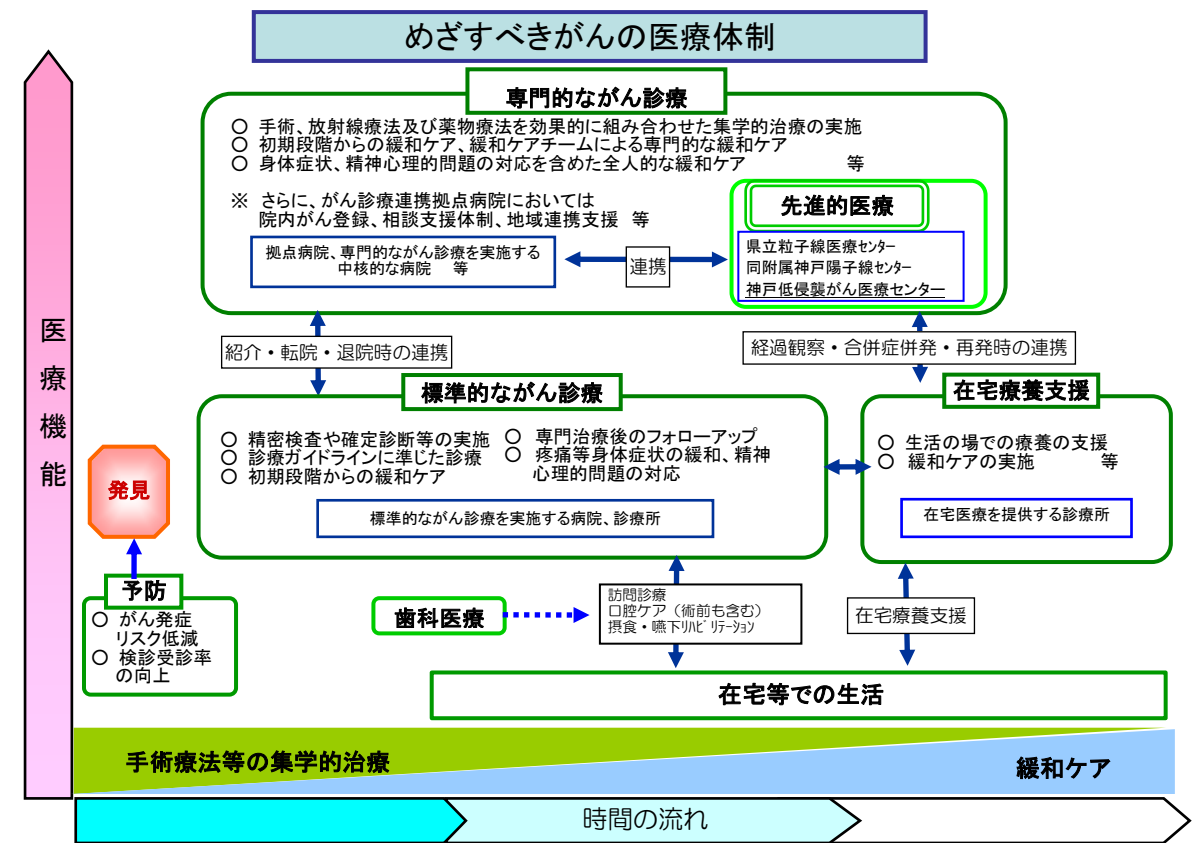 めざすべきがんの医療体制
専門的ながん診療
○ 手術、放射線療法及び薬物療法を効果的に組み合わせた集学的治療の実施
○ 初期段階からの緩和ケア、緩和ケアチームによる専門的な緩和ケア
○ 身体症状、精神心理的問題の対応を含めた全人的な緩和ケア 等
※ さらに、がん診療連携拠点病院においては
院内がん登録、相談支援体制、地域連携支援 等
拠点病院、専門的ながん診療を実施する
中核的な病院 等
連携
先進的医療
県立粒子線医療センター
同附属神戸陽子線センター
神戸低侵襲がん医療センター
医療機能
紹介・転院・退院時の連携
経過観察・合併症併発・再発時の連携
標準的ながん診療
○ 精密検査や確定診断等の実施
○ 診療ガイドラインに準じた診療
○ 初期段階からの緩和ケア
○ 専門治療後のフォローアップ
○ 疼痛等身体症状の緩和、精神
心理的問題の対応
標準的ながん診療を実施する病院、診療所
在宅療養支援
○ 生活の場での療養の支援
○ 緩和ケアの実施 等
在宅医療を提供する診療所
発見
予防
○ がん発症
リスク低減
○ 検診受診率
の向上
歯科医療
訪問診療
口腔ケア（術前も含む）
摂食・嚥下ﾘﾊﾋﾞﾘﾃｰｼｮﾝ
在宅療養支援
在宅等での生活
手術療法等の集学的治療
緩和ケア
時間の流れ